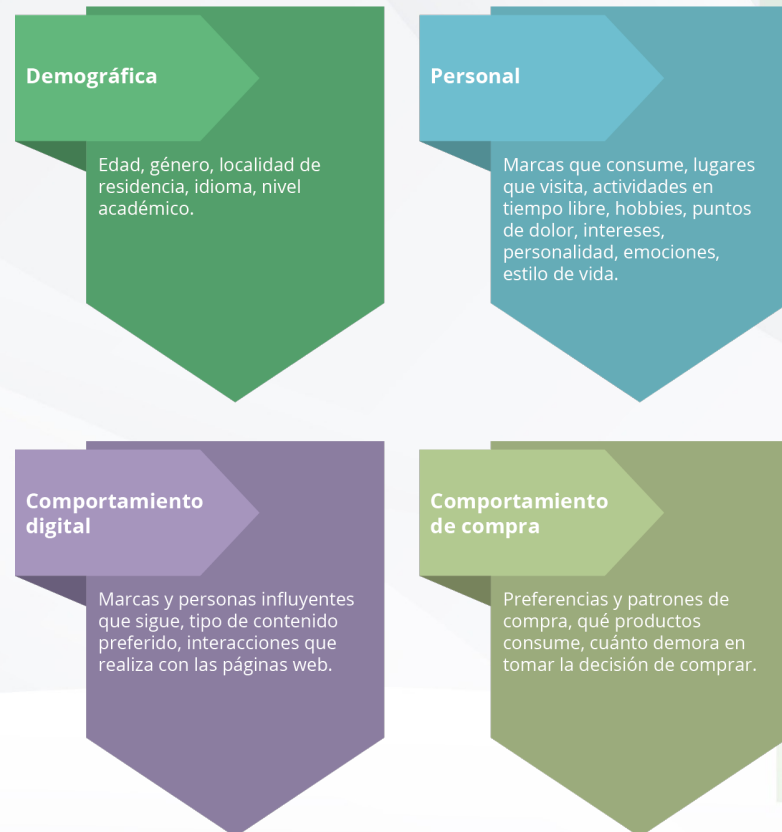 Demográfica
Edad, género, localidad de
residencia, idioma, nivel
académico.
Personal
Marcas que consume, lugares
que visita, actividades en
tiempo libre, hobbies, puntos
de dolor, intereses,
personalidad, emociones,
estilo de vida.
Comportamiento
digital
Marcas y personas influyentes
que sigue, tipo de contenido
preferido, interacciones que
realiza con las páginas web.
Comportamiento
de compra
Preferencias y patrones de
compra, qué productos
consume, cuánto demora en
tomar la decisión de comprar.